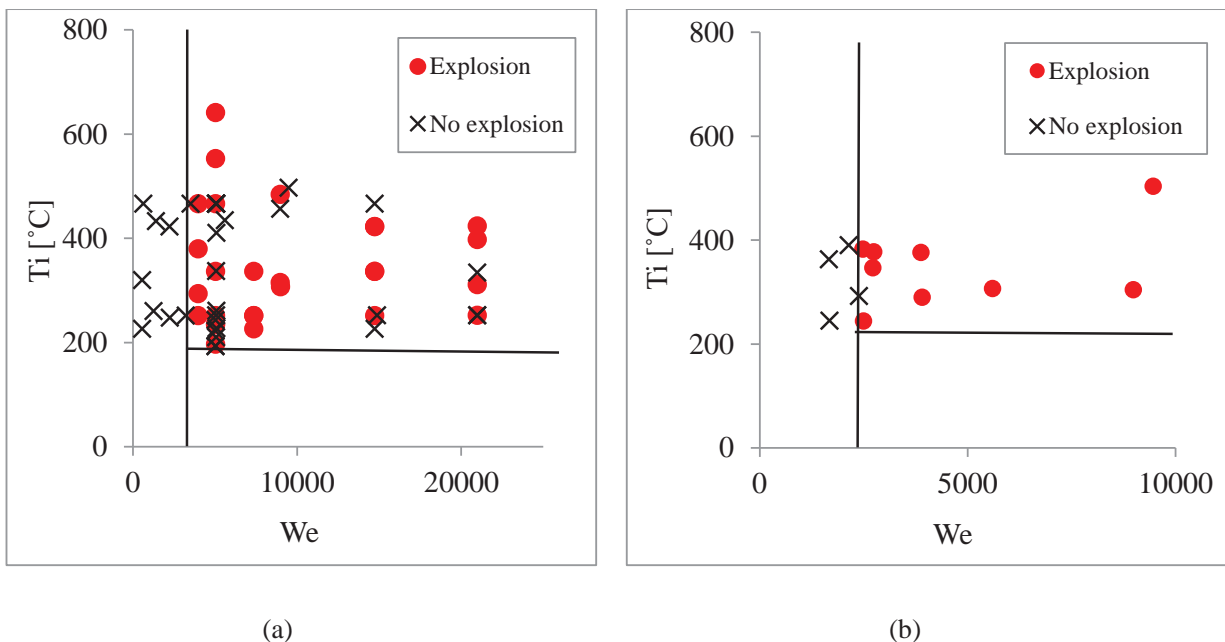 800
600
400
200
0
Ti [˚C]
0 10000 20000
We
Explosion
No explosion
(a)
800
600
400
200
0
Ti [˚C]
0 5000 10000
We
Explosion
No explosion
(b)